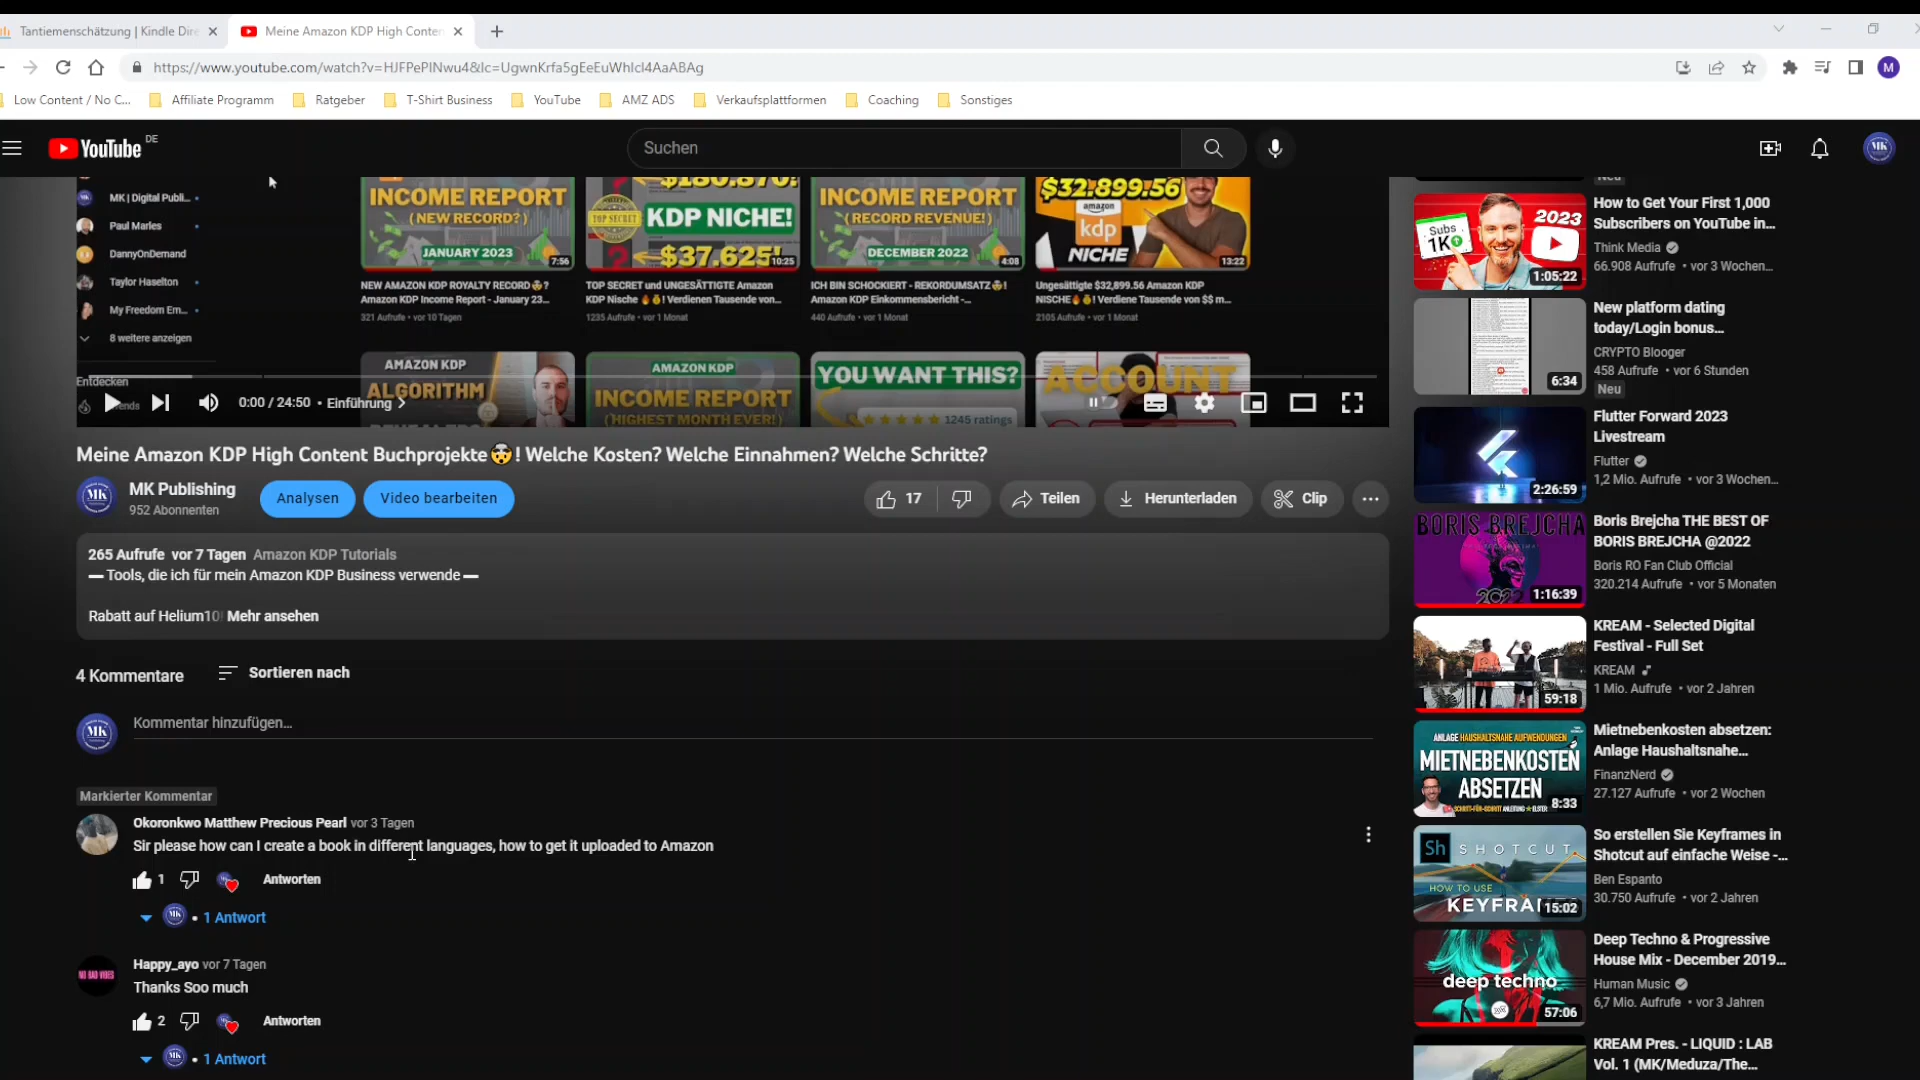 Tantiemenschätzung | Kindle Dire
Meine Amazon KDP High Conten
https://www.youtube.com/watch?v=HJFPePlNwu4&lc=UgwnKrfa5gEeEuWhlcl4AaABAg
M
Low Content / No C...
Affiliate Programm
Ratgeber
T-Shirt Business
YouTube
AMZ ADS
Verkaufsplattformen
Coaching
Sonstiges
YouTube DE
Suchen
MK
MK | Digital Publi...
Paul Marles
DannyOnDemand
Taylor Haselton
My Freedom Em...
8 weitere anzeigen
Entdecken
INCOME REPORT
(NEW RECORD?)
JANUARY 2023
7:56
NEW AMAZON KDP ROYALTY RECORD🤯?
Amazon KDP Income Report - January 23...
321 Aufrufe • vor 10 Tagen
$180.870!
TOP SECRET
KDP NICHE!
$37.625!
10:25
TOP SECRET und UNGESÄTTIGTE Amazon
KDP Nische🔥💰! Verdienen Tausende von...
1235 Aufrufe • vor 1 Monat
INCOME REPORT
(RECORD REVENUE!)
DECEMBER 2022
4:08
ICH BIN SCHOCKIERT - REKORDUMSATZ🤯!
Amazon KDP Einkommensbericht -...
440 Aufrufe • vor 1 Monat
$32.899.56
amazon
kdp
NICHE
13:22
Ungesättigte $32,899.56 Amazon KDP
NISCHE🔥💰! Verdiene Tausende von $$ m...
2105 Aufrufe • vor 1 Monat
AMAZON KDP
ALGORITHM
AMAZON KDP
INCOME REPORT
(HIGHEST MONTH EVER!)
YOU WANT THIS?
1245 ratings
ACCOUNT
0:00 / 24:50 • Einführung
Meine Amazon KDP High Content Buchprojekte🤯! Welche Kosten? Welche Einnahmen? Welche Schritte?
MK
MK Publishing
952 Abonnenten
Analysen
Video bearbeiten
17
Teilen
Herunterladen
Clip
265 Aufrufe vor 7 Tagen Amazon KDP Tutorials
— Tools, die ich für mein Amazon KDP Business verwende —
Rabatt auf Helium10 Mehr ansehen
4 Kommentare
Sortieren nach
MK
Kommentar hinzufügen...
Markierter Kommentar
Okoronkwo Matthew Precious Pearl vor 3 Tagen
Sir please how can I create a book in different languages, how to get it uploaded to Amazon
1
Antworten
MK • 1 Antwort
NO BAD VIBES
Happy_ayo vor 7 Tagen
Thanks Soo much
2
Antworten
MK • 1 Antwort
Neu
Subs
1K
2023
1:05:22
How to Get Your First 1,000
Subscribers on YouTube in...
Think Media
66.908 Aufrufe • vor 3 Wochen...
6:34
New platform dating
today/Login bonus...
CRYPTO Blooger
458 Aufrufe • vor 6 Stunden
Neu
2:26:59
Flutter Forward 2023
Livestream
Flutter
1,2 Mio. Aufrufe • vor 3 Wochen...
BORIS BREJCHA
2022
1:16:39
Boris Brejcha THE BEST OF
BORIS BREJCHA @2022
Boris RO Fan Club Official
320.214 Aufrufe • vor 5 Monaten
59:18
KREAM - Selected Digital
Festival - Full Set
KREAM
1 Mio. Aufrufe • vor 2 Jahren
ANLAGE HAUSHALTSNAHE AUFWENDUNGEN
MIETNEBENKOSTEN
ABSETZEN
SCHRITT-FÜR-SCHRITT ANLEITUNG ELSTER
8:33
Mietnebenkosten absetzen:
Anlage Haushaltsnahe...
FinanzNerd
27.127 Aufrufe • vor 2 Wochen
Sh SHOTCUT
HOW TO USE
KEYFRA
15:02
So erstellen Sie Keyframes in
Shotcut auf einfache Weise -...
Ben Espanto
30.750 Aufrufe • vor 2 Jahren
deep techno
57:06
Deep Techno & Progressive
House Mix - December 2019...
Human Music
6,7 Mio. Aufrufe • vor 3 Jahren
KREAM Pres. - LIQUID : LAB
Vol. 1 (MK/Meduza/The...